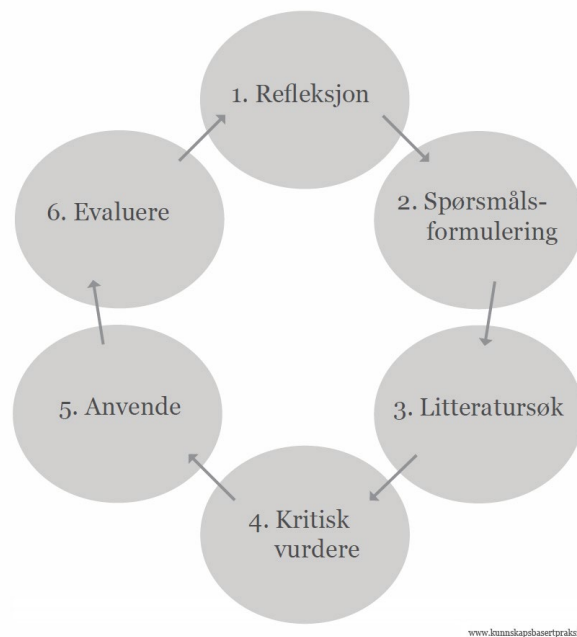 1. Refleksjon
2. Spørsmåls-
formulering
3. Litteratursøk
4. Kritisk
vurdere
5. Anvende
6. Evaluere